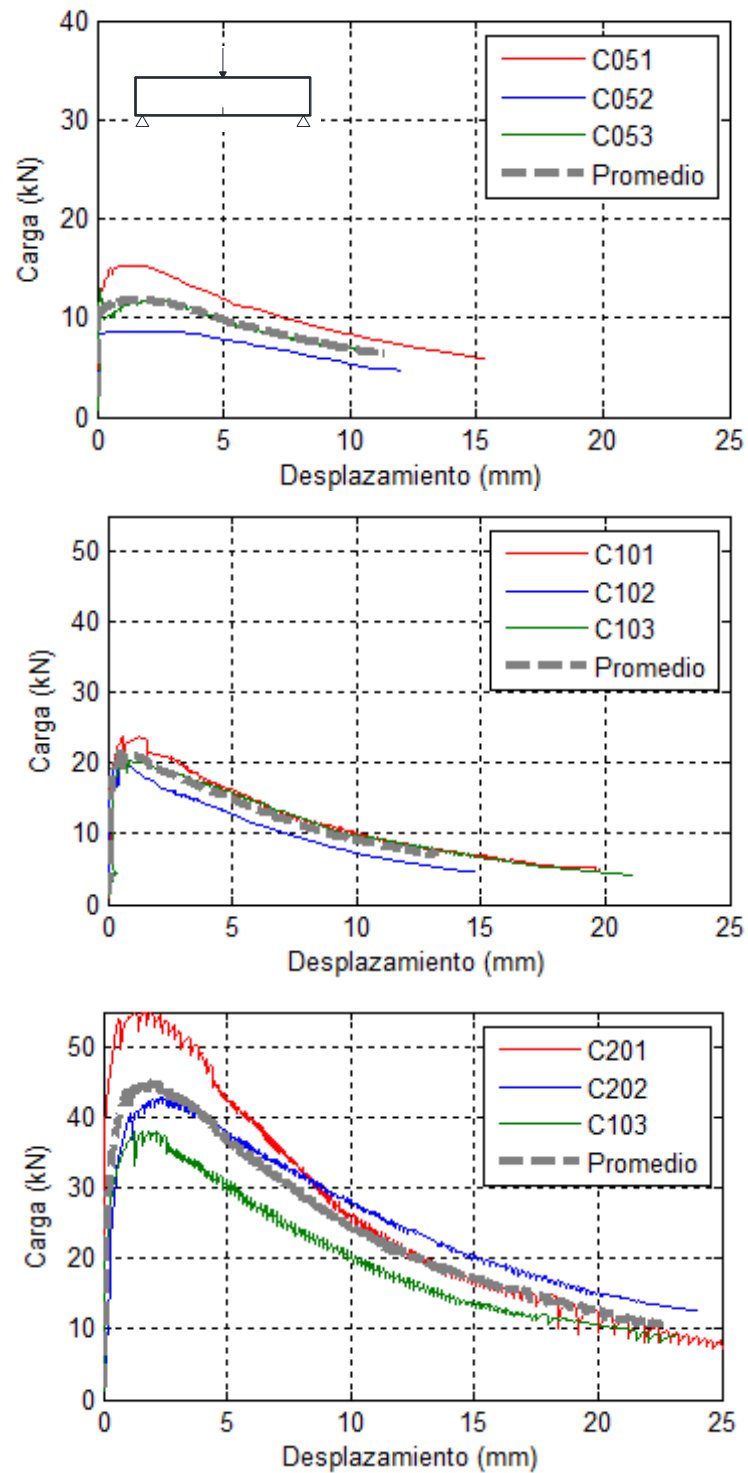 40
30
20
10
0
Carga (kN)
C051
C052
C053
Promedio
0 5 10 15 20 25
Desplazamiento (mm)
50
40
30
20
10
0
Carga (kN)
C101
C102
C103
Promedio
0 5 10 15 20 25
Desplazamiento (mm)
50
40
30
20
10
0
Carga (kN)
C201
C202
C103
Promedio
0 5 10 15 20 25
Desplazamiento (mm)